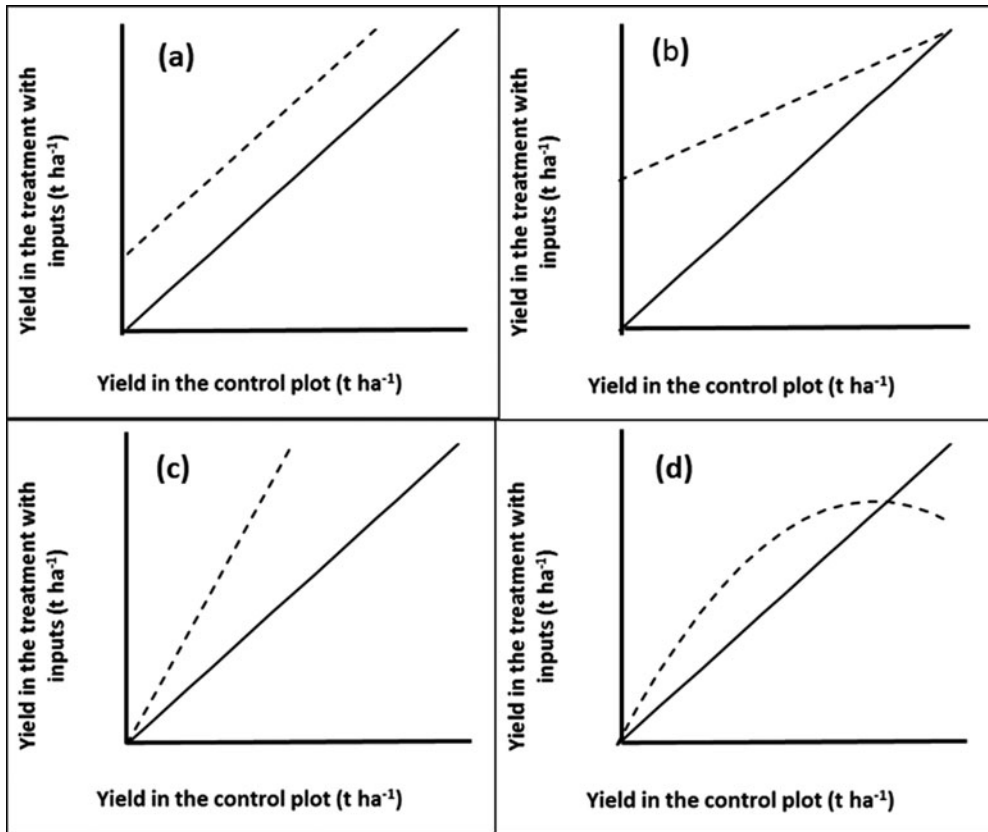 (a)
Yield in the treatment with
inputs (t ha⁻¹)
Yield in the control plot (t ha⁻¹)
(b)
Yield in the treatment with
inputs (t ha⁻¹)
Yield in the control plot (t ha⁻¹)
(c)
Yield in the treatment with
inputs (t ha⁻¹)
Yield in the control plot (t ha⁻¹)
(d)
Yield in the treatment with
inputs (t ha⁻¹)
Yield in the control plot (t ha⁻¹)